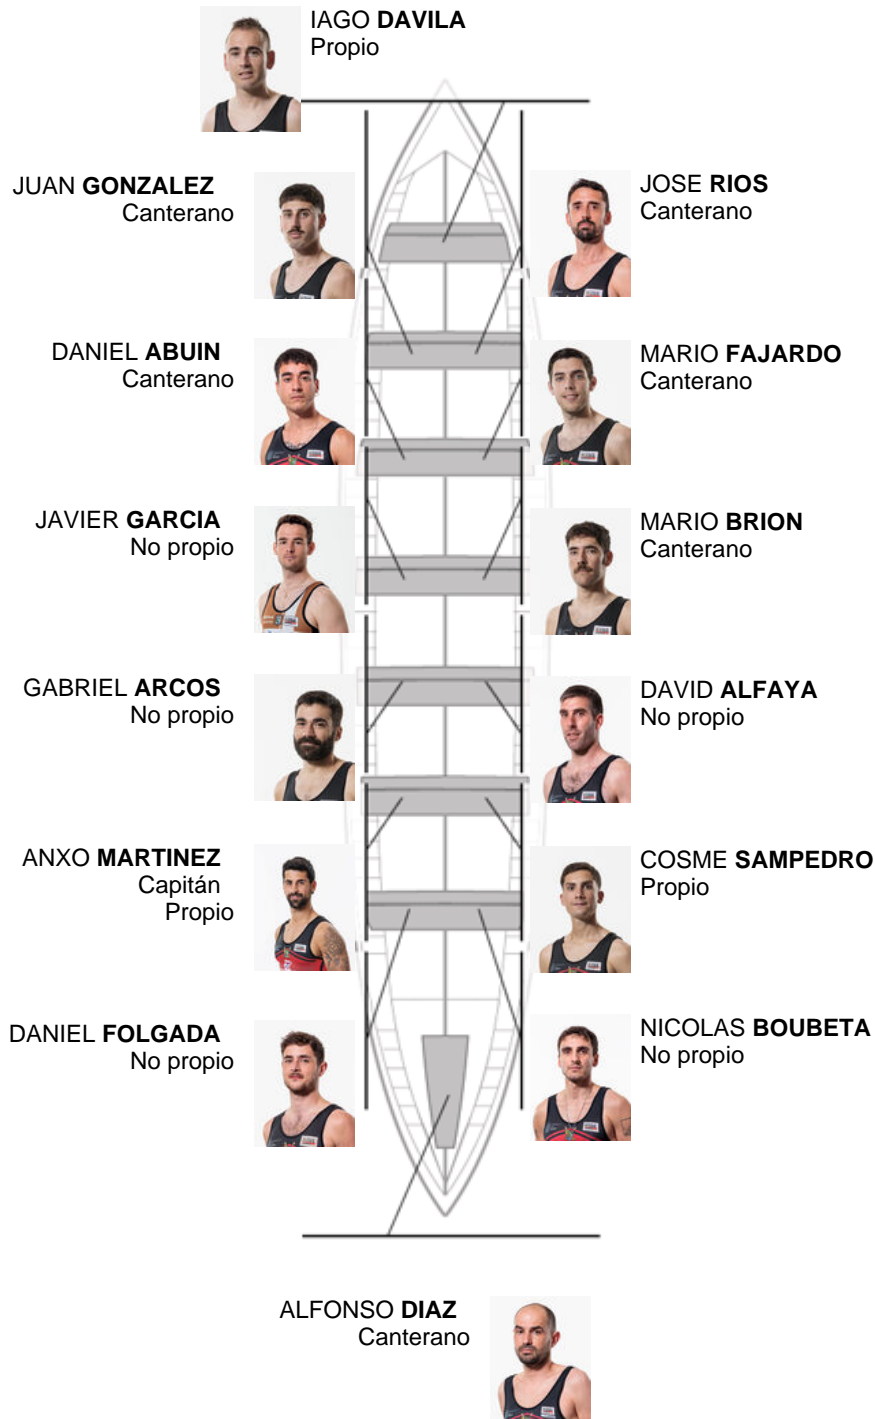 IAGO DAVILA
Propio
JUAN GONZALEZ
Canterano
JOSE RIOS
Canterano
DANIEL ABUIN
Canterano
MARIO FAJARDO
Canterano
JAVIER GARCIA
No propio
MARIO BRION
Canterano
GABRIEL ARCOS
No propio
DAVID ALFAYA
No propio
ANXO MARTINEZ
Capitán
Propio
COSME SAMPEDRO
Propio
DANIEL FOLGADA
No propio
NICOLAS BOUBETA
No propio
ALFONSO DIAZ
Canterano